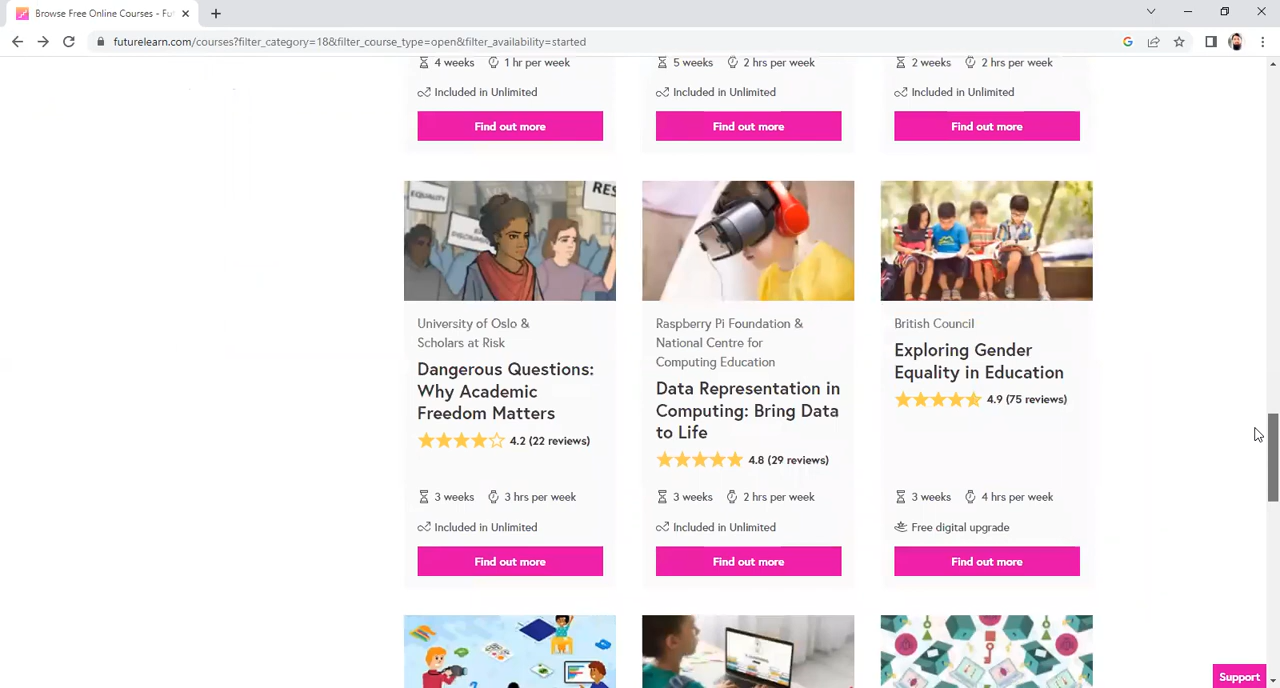 Browse Free Online Courses - Fu
futurelearn.com/courses?filter_category=18&filter_course_type=open&filter_availability=started
4 weeks 1 hr per week
5 weeks 2 hrs per week
2 weeks 2 hrs per week
Included in Unlimited
Included in Unlimited
Included in Unlimited
Find out more
Find out more
Find out more
EQUALITY
RES
University of Oslo &
Scholars at Risk
Dangerous Questions:
Why Academic
Freedom Matters
4.2 (22 reviews)
3 weeks 3 hrs per week
Included in Unlimited
Find out more
Raspberry Pi Foundation &
National Centre for
Computing Education
Data Representation in
Computing: Bring Data
to Life
4.8 (29 reviews)
3 weeks 2 hrs per week
Included in Unlimited
Find out more
British Council
Exploring Gender
Equality in Education
4.9 (75 reviews)
3 weeks 4 hrs per week
Free digital upgrade
Find out more
Support